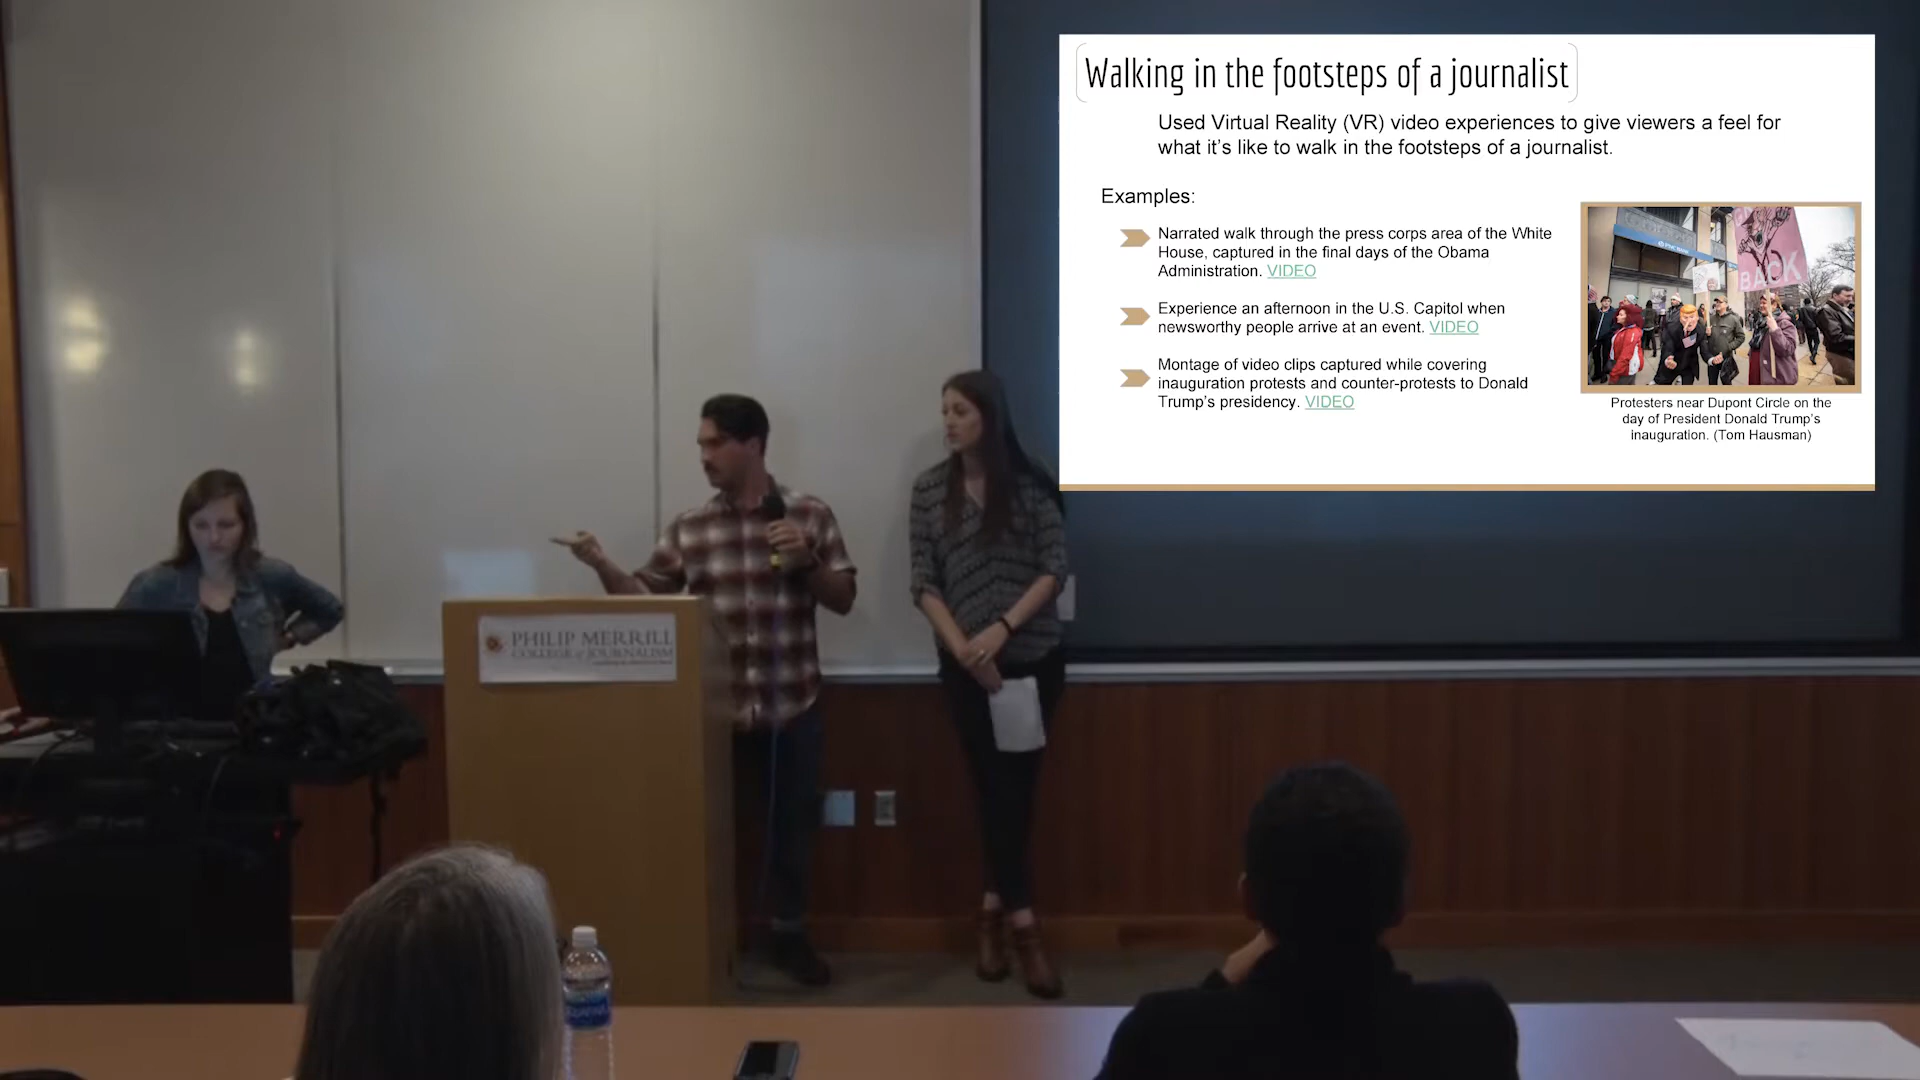 Walking in the footsteps of a journalist
Used Virtual Reality (VR) video experiences to give viewers a feel for
what it's like to walk in the footsteps of a journalist.
Examples:
Narrated walk through the press corps area of the White
House, captured in the final days of the Obama
Administration. VIDEO
Experience an afternoon in the U.S. Capitol when
newsworthy people arrive at an event. VIDEO
Montage of video clips captured while covering
inauguration protests and counter-protests to Donald
Trump's presidency. VIDEO
BACK
Protesters near Dupont Circle on the
day of President Donald Trump's
inauguration. (Tom Hausman)
PHILIP MERRILL
COLLEGE of JOURNALISM